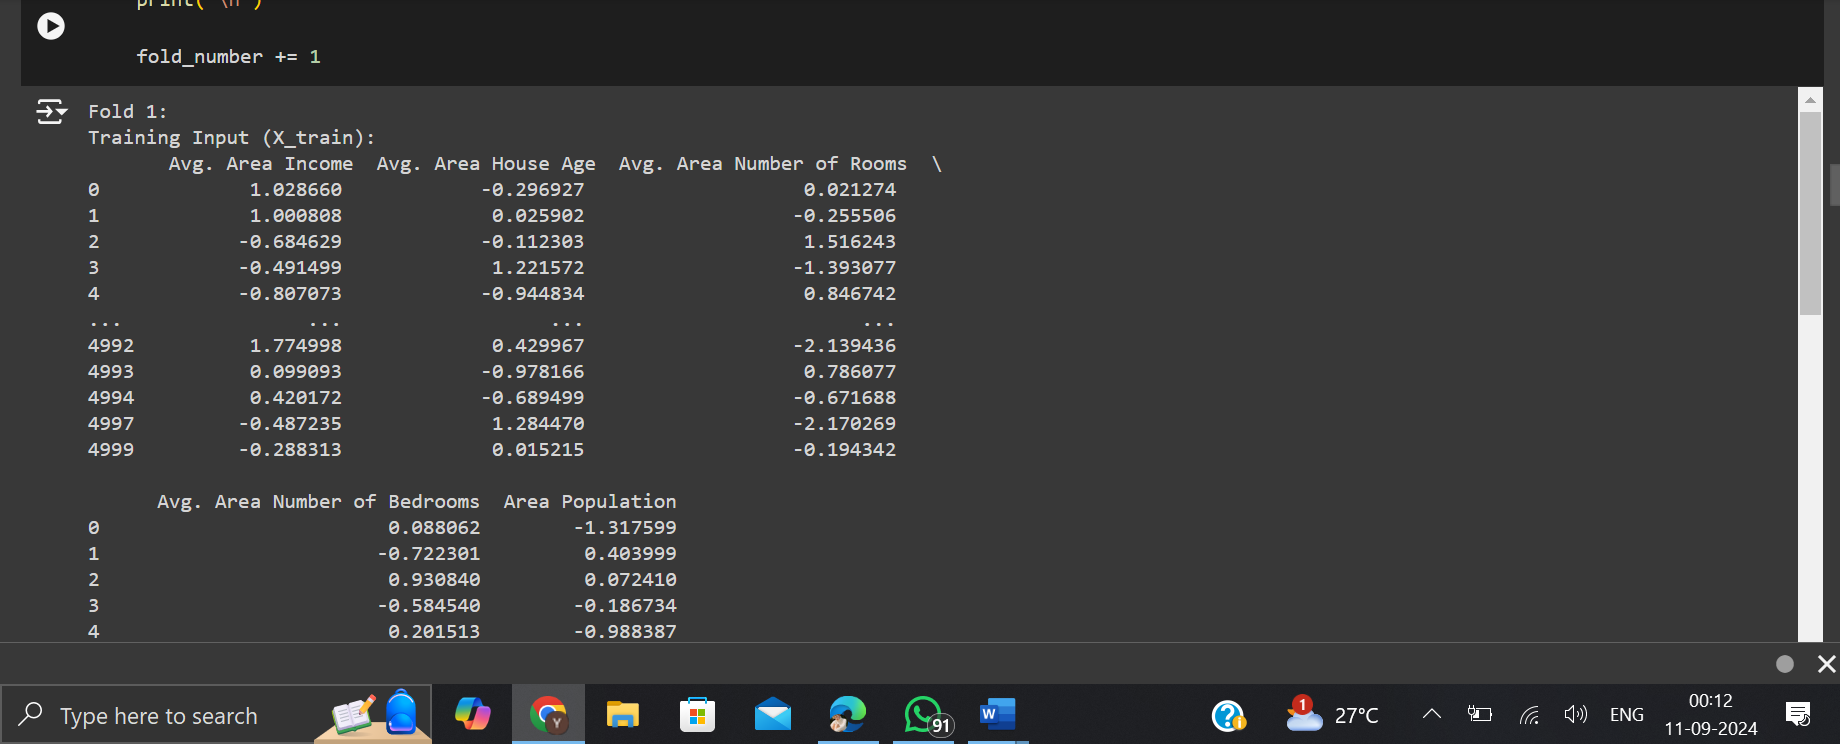 print("\n")
fold_number += 1
Fold 1:
Training Input (X_train):
Avg. Area Income  Avg. Area House Age  Avg. Area Number of Rooms  \
0 1.028660 -0.296927 0.021274
1 1.000808 0.025902 -0.255506
2 -0.684629 -0.112303 1.516243
3 -0.491499 1.221572 -1.393077
4 -0.807073 -0.944834 0.846742
... ... ... ...
4992 1.774998 0.429967 -2.139436
4993 0.099093 -0.978166 0.786077
4994 0.420172 -0.689499 -0.671688
4997 -0.487235 1.284470 -2.170269
4999 -0.288313 0.015215 -0.194342
Avg. Area Number of Bedrooms  Area Population
0 0.088062 -1.317599
1 -0.722301 0.403999
2 0.930840 0.072410
3 -0.584540 -0.186734
4 0.201513 -0.988387
Type here to search
Y
91
W
1
27°C
ENG
00:12
11-09-2024